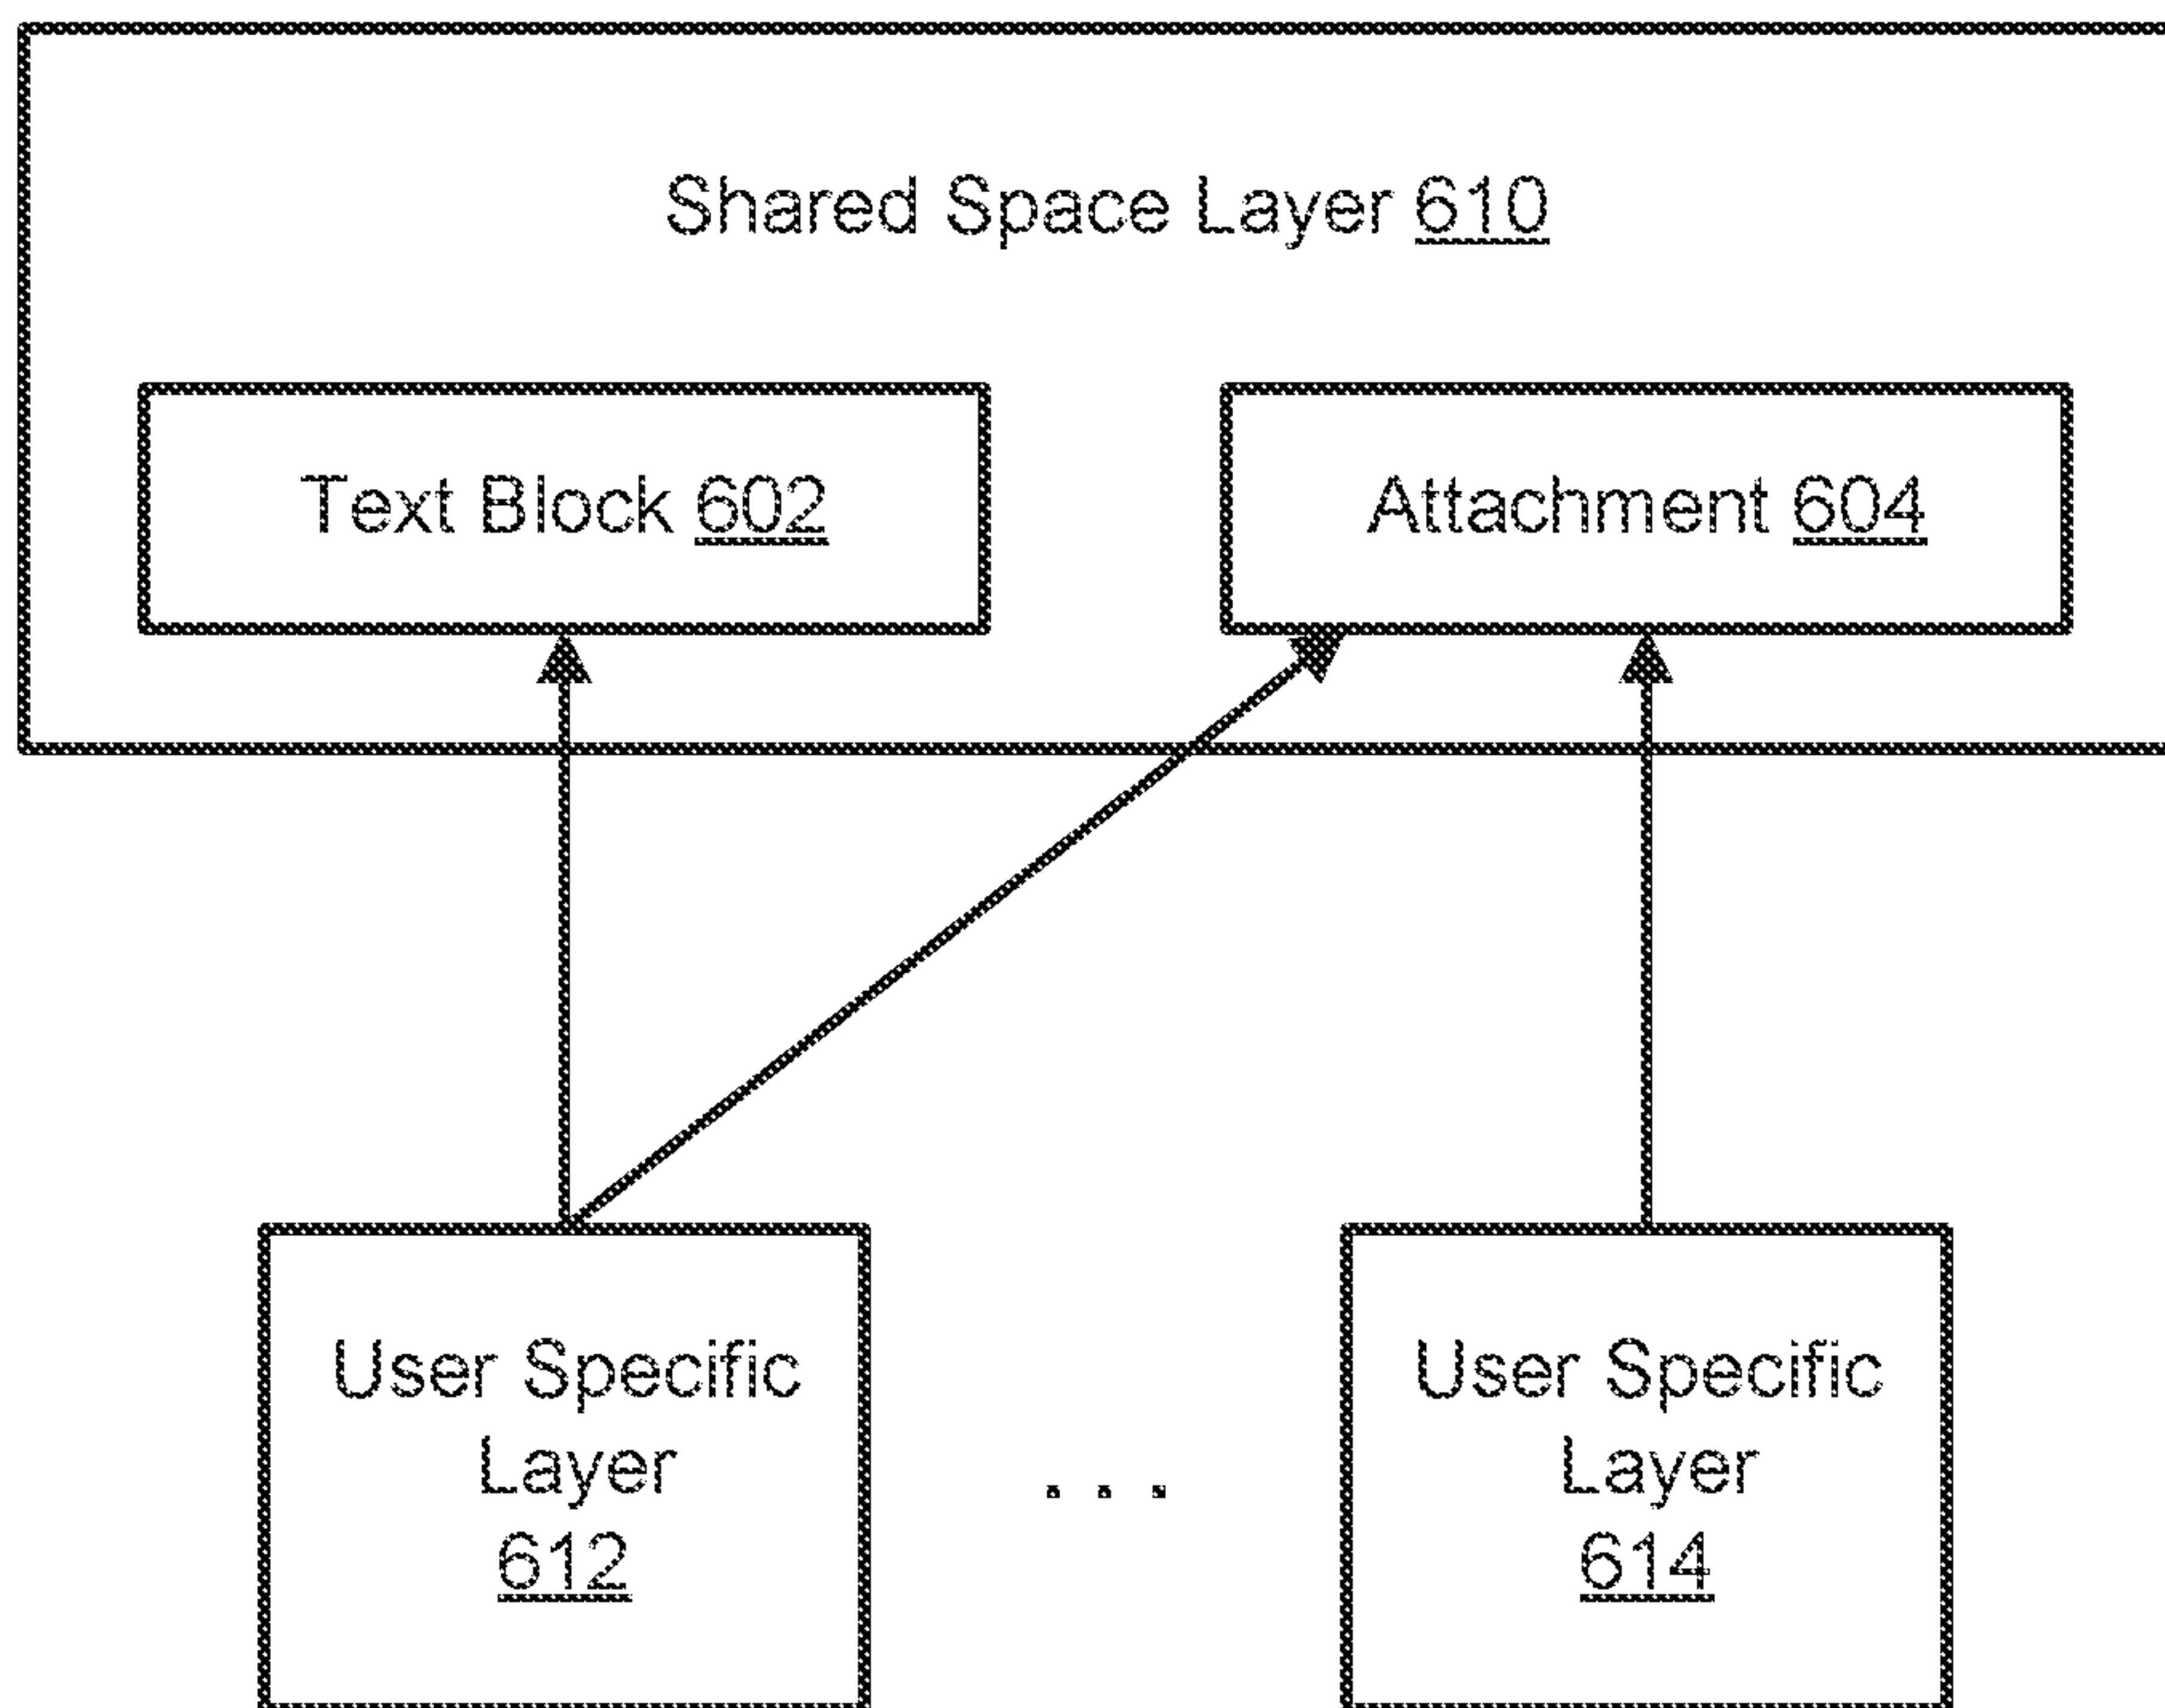 Shared Space Layer 610
Text Block 602
Attachment 604
User Specific
Layer
612
. . .
User Specific
Layer
614